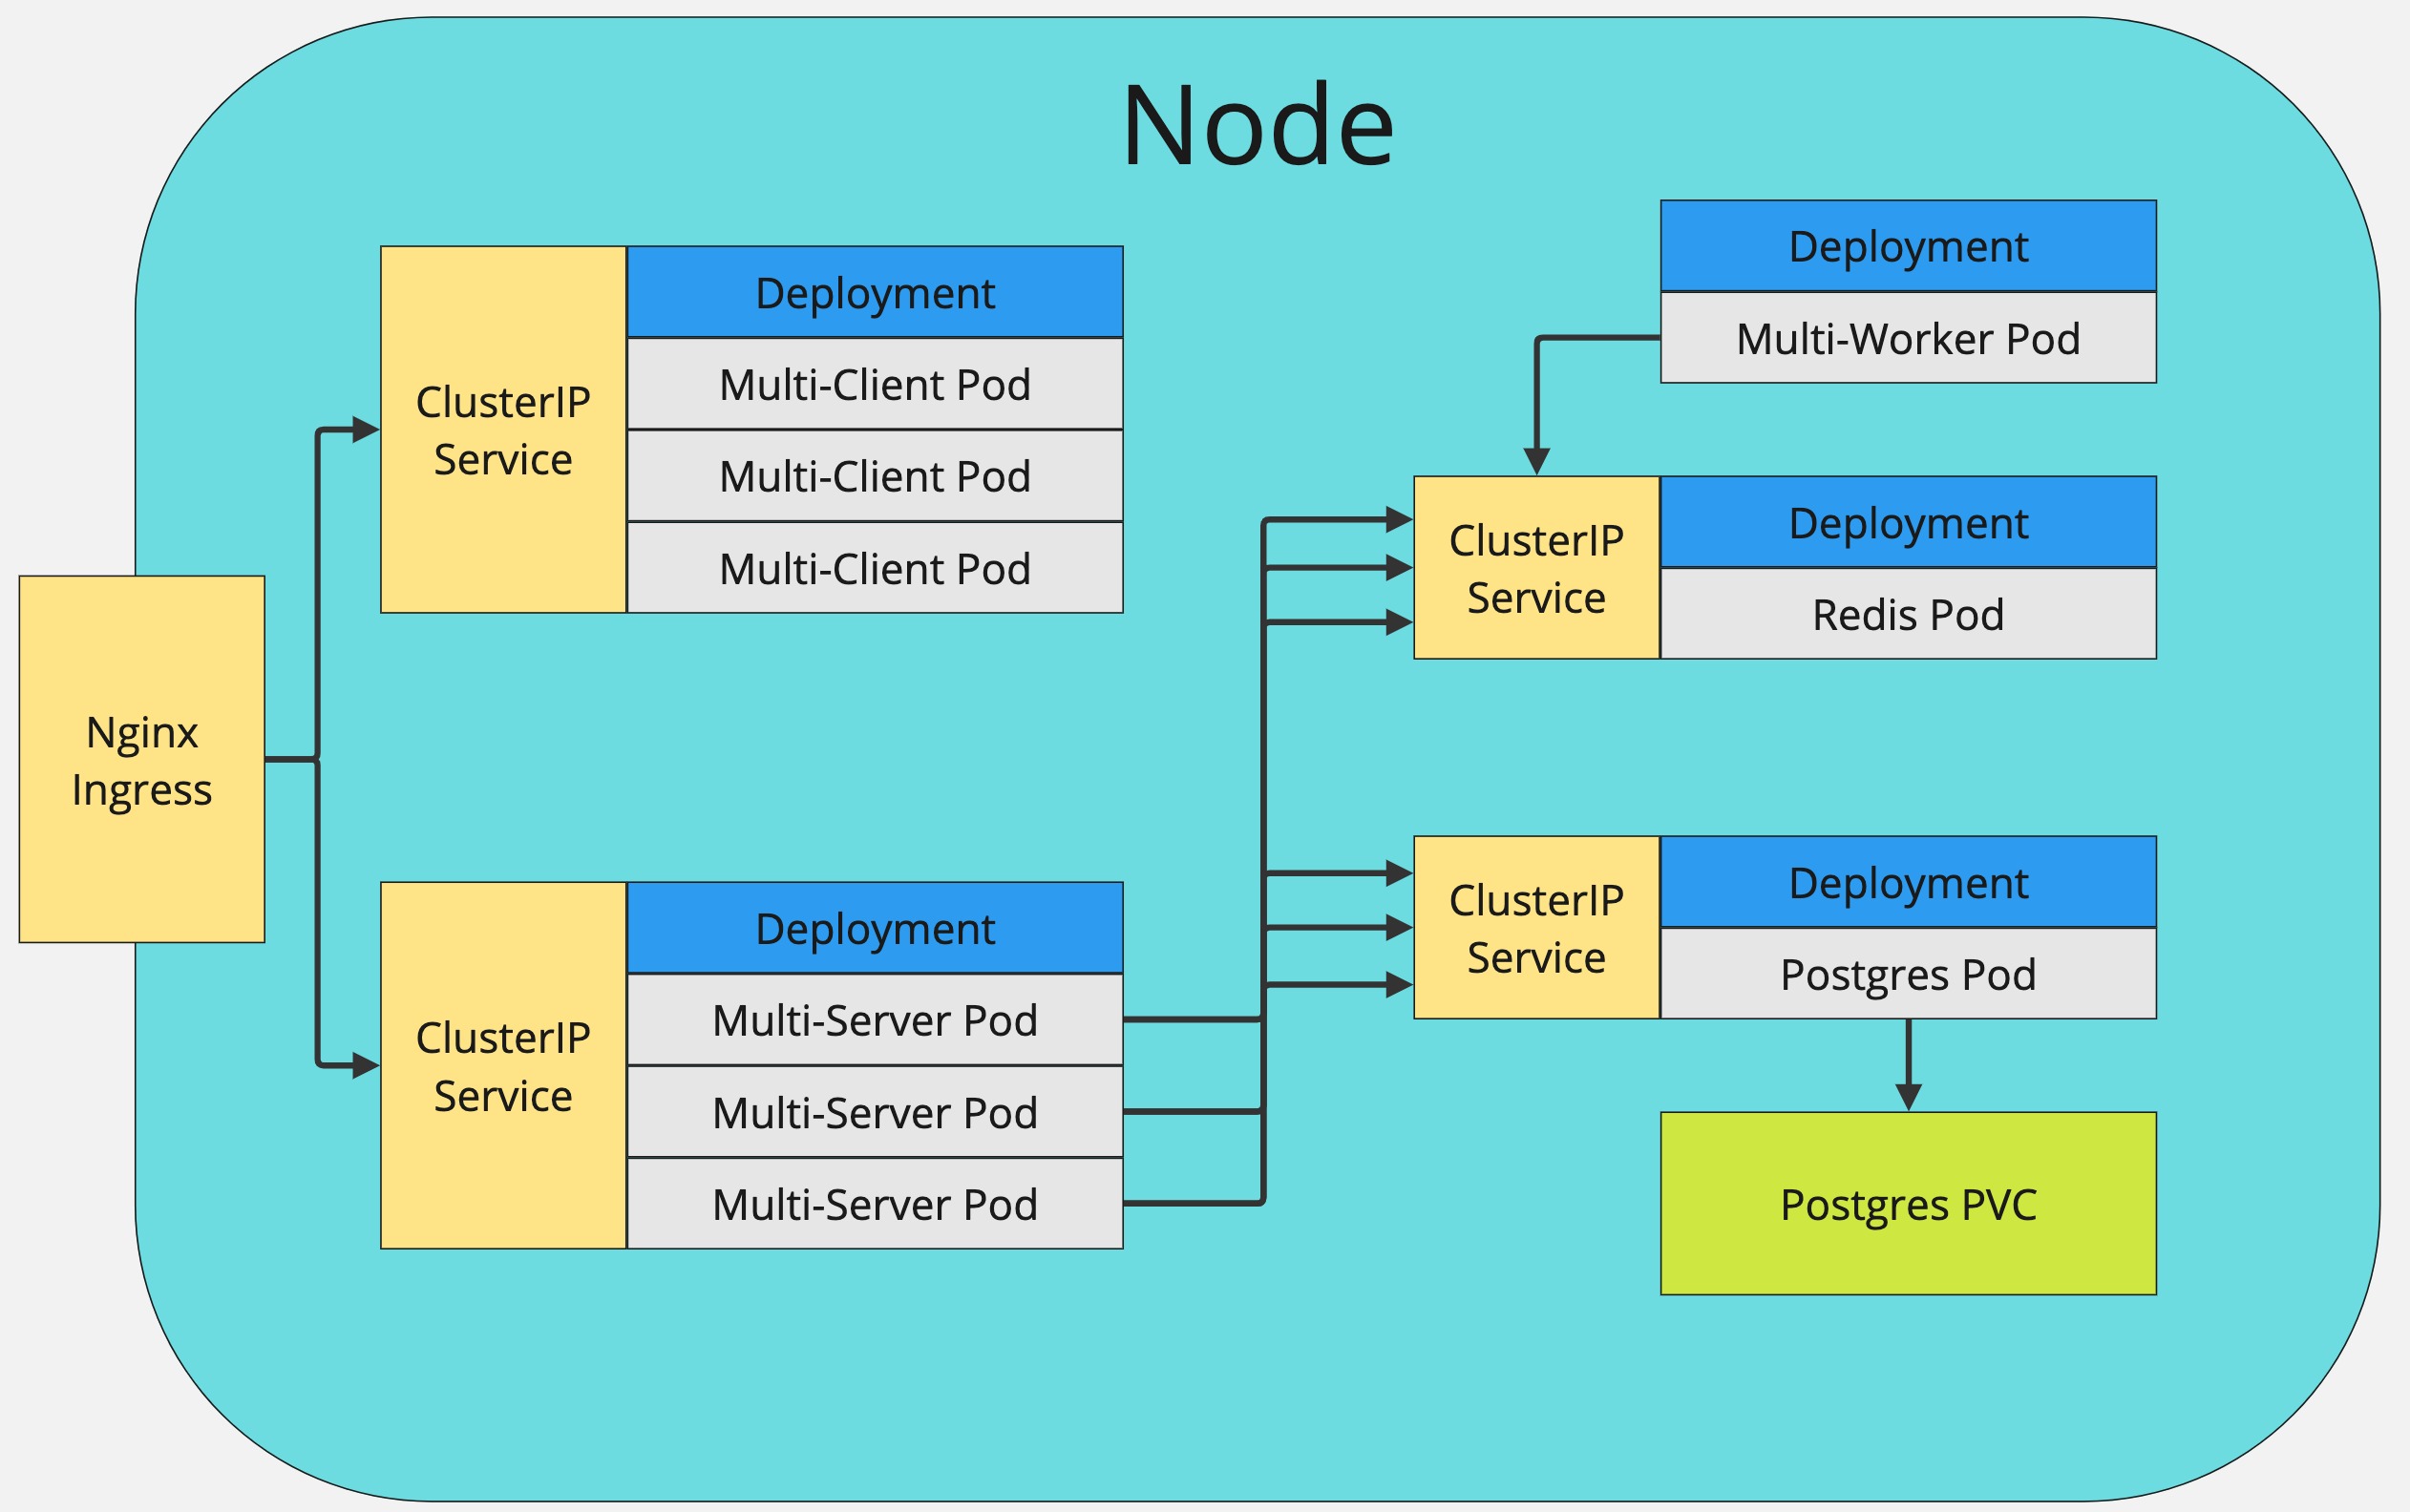 Node
Nginx
Ingress
ClusterIP
Service
Deployment
Multi-Client Pod
Multi-Client Pod
Multi-Client Pod
ClusterIP
Service
Deployment
Multi-Server Pod
Multi-Server Pod
Multi-Server Pod
Deployment
Multi-Worker Pod
ClusterIP
Service
Deployment
Redis Pod
ClusterIP
Service
Deployment
Postgres Pod
Postgres PVC